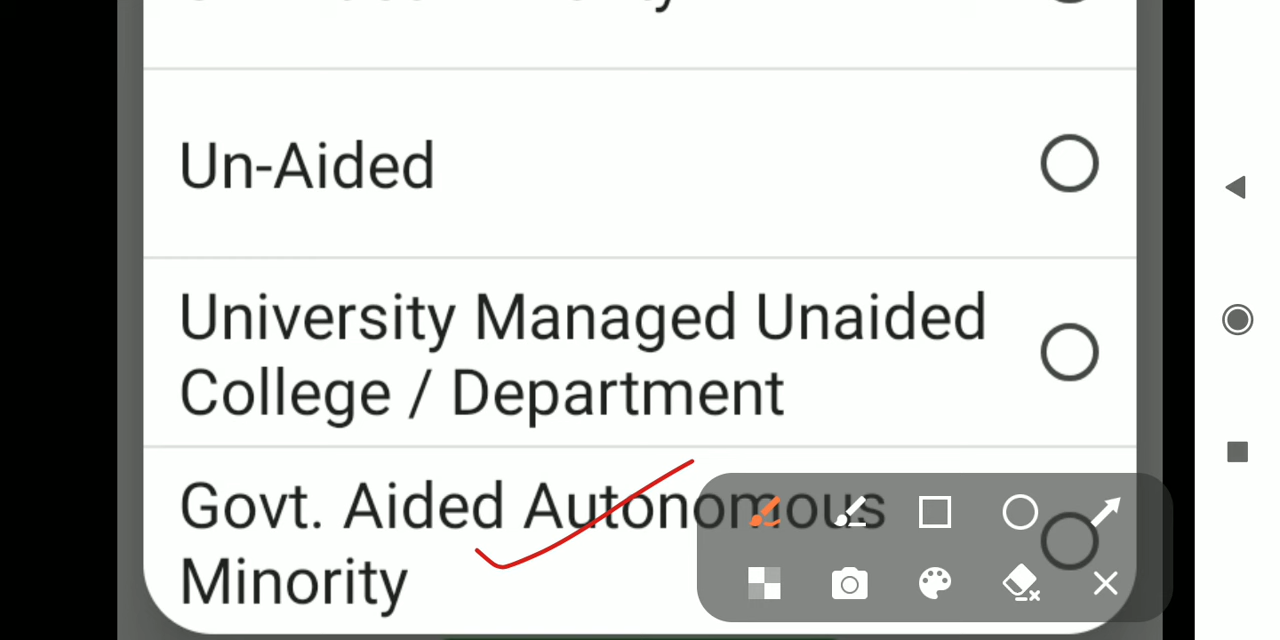 Un-Aided
University Managed Unaided
College / Department
Govt. Aided Autonomous
Minority